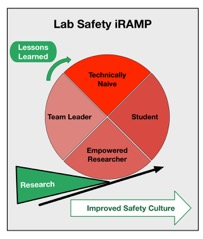 Lab Safety iRAMP
Lessons
Learned
Technically
Naive
Team Leader
Student
Empowered
Researcher
Research
Improved Safety Culture